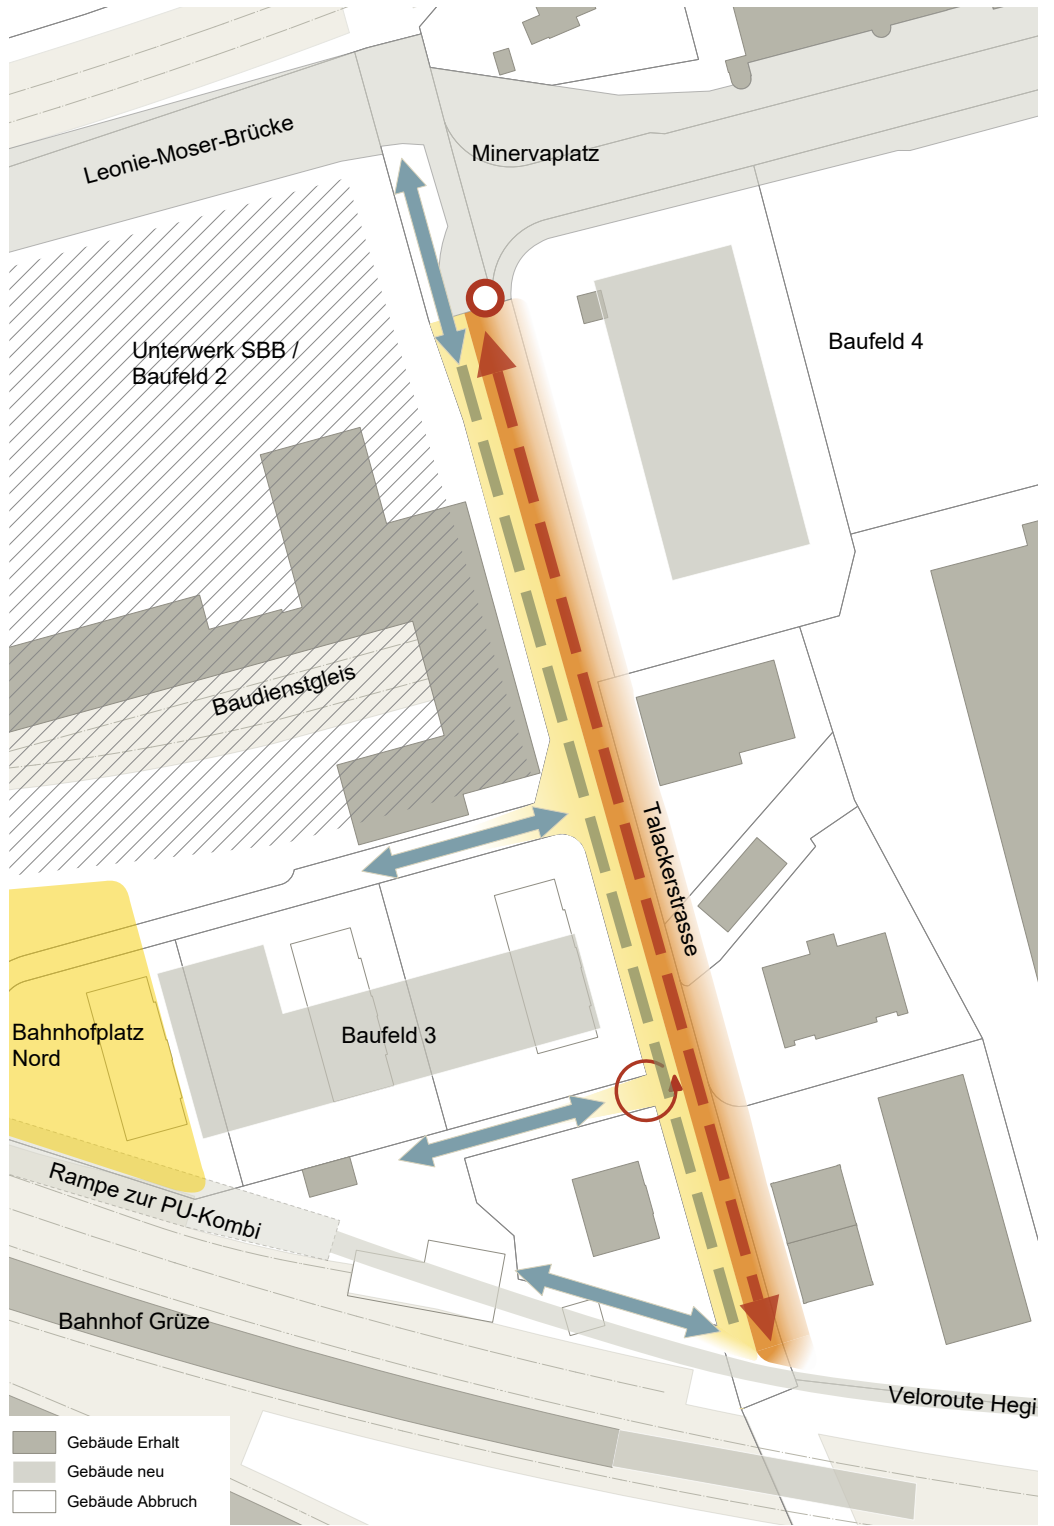 Leonie-Moser-Brücke
Minervaplatz
Unterwerk SBB /
Baufeld 2
Baufeld 4
Baudienstgleis
Talackerstrasse
Bahnhofplatz
Nord
Baufeld 3
Rampe zur PU-Kombi
Bahnhof Grüze
Veloroute Hegi
Gebäude Erhalt
Gebäude neu
Gebäude Abbruch